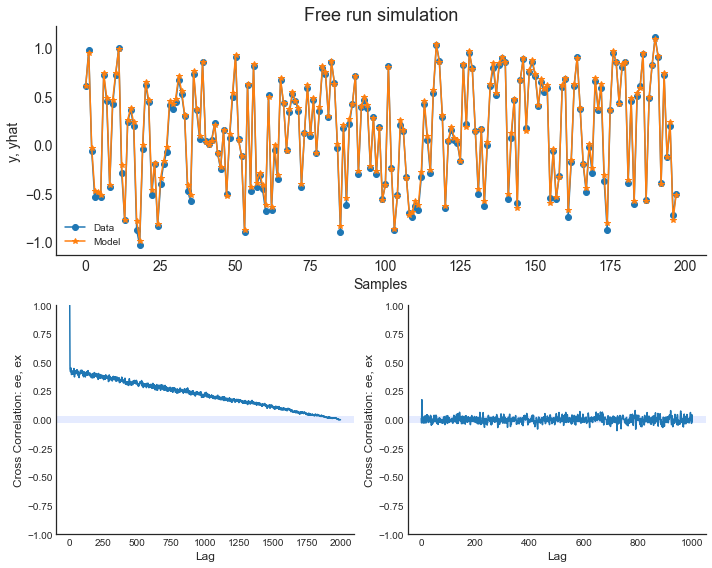 Free run simulation
y, yhat
1.0
0.5
0.0
−0.5
−1.0
Data
Model
0 25 50 75 100 125 150 175 200
Samples
Cross Correlation: ee, ex
1.00
0.75
0.50
0.25
0.00
−0.25
−0.50
−0.75
−1.00
0 250 500 750 1000 1250 1500 1750 2000
Lag
Cross Correlation: ee, ex
1.00
0.75
0.50
0.25
0.00
−0.25
−0.50
−0.75
−1.00
0 200 400 600 800 1000
Lag